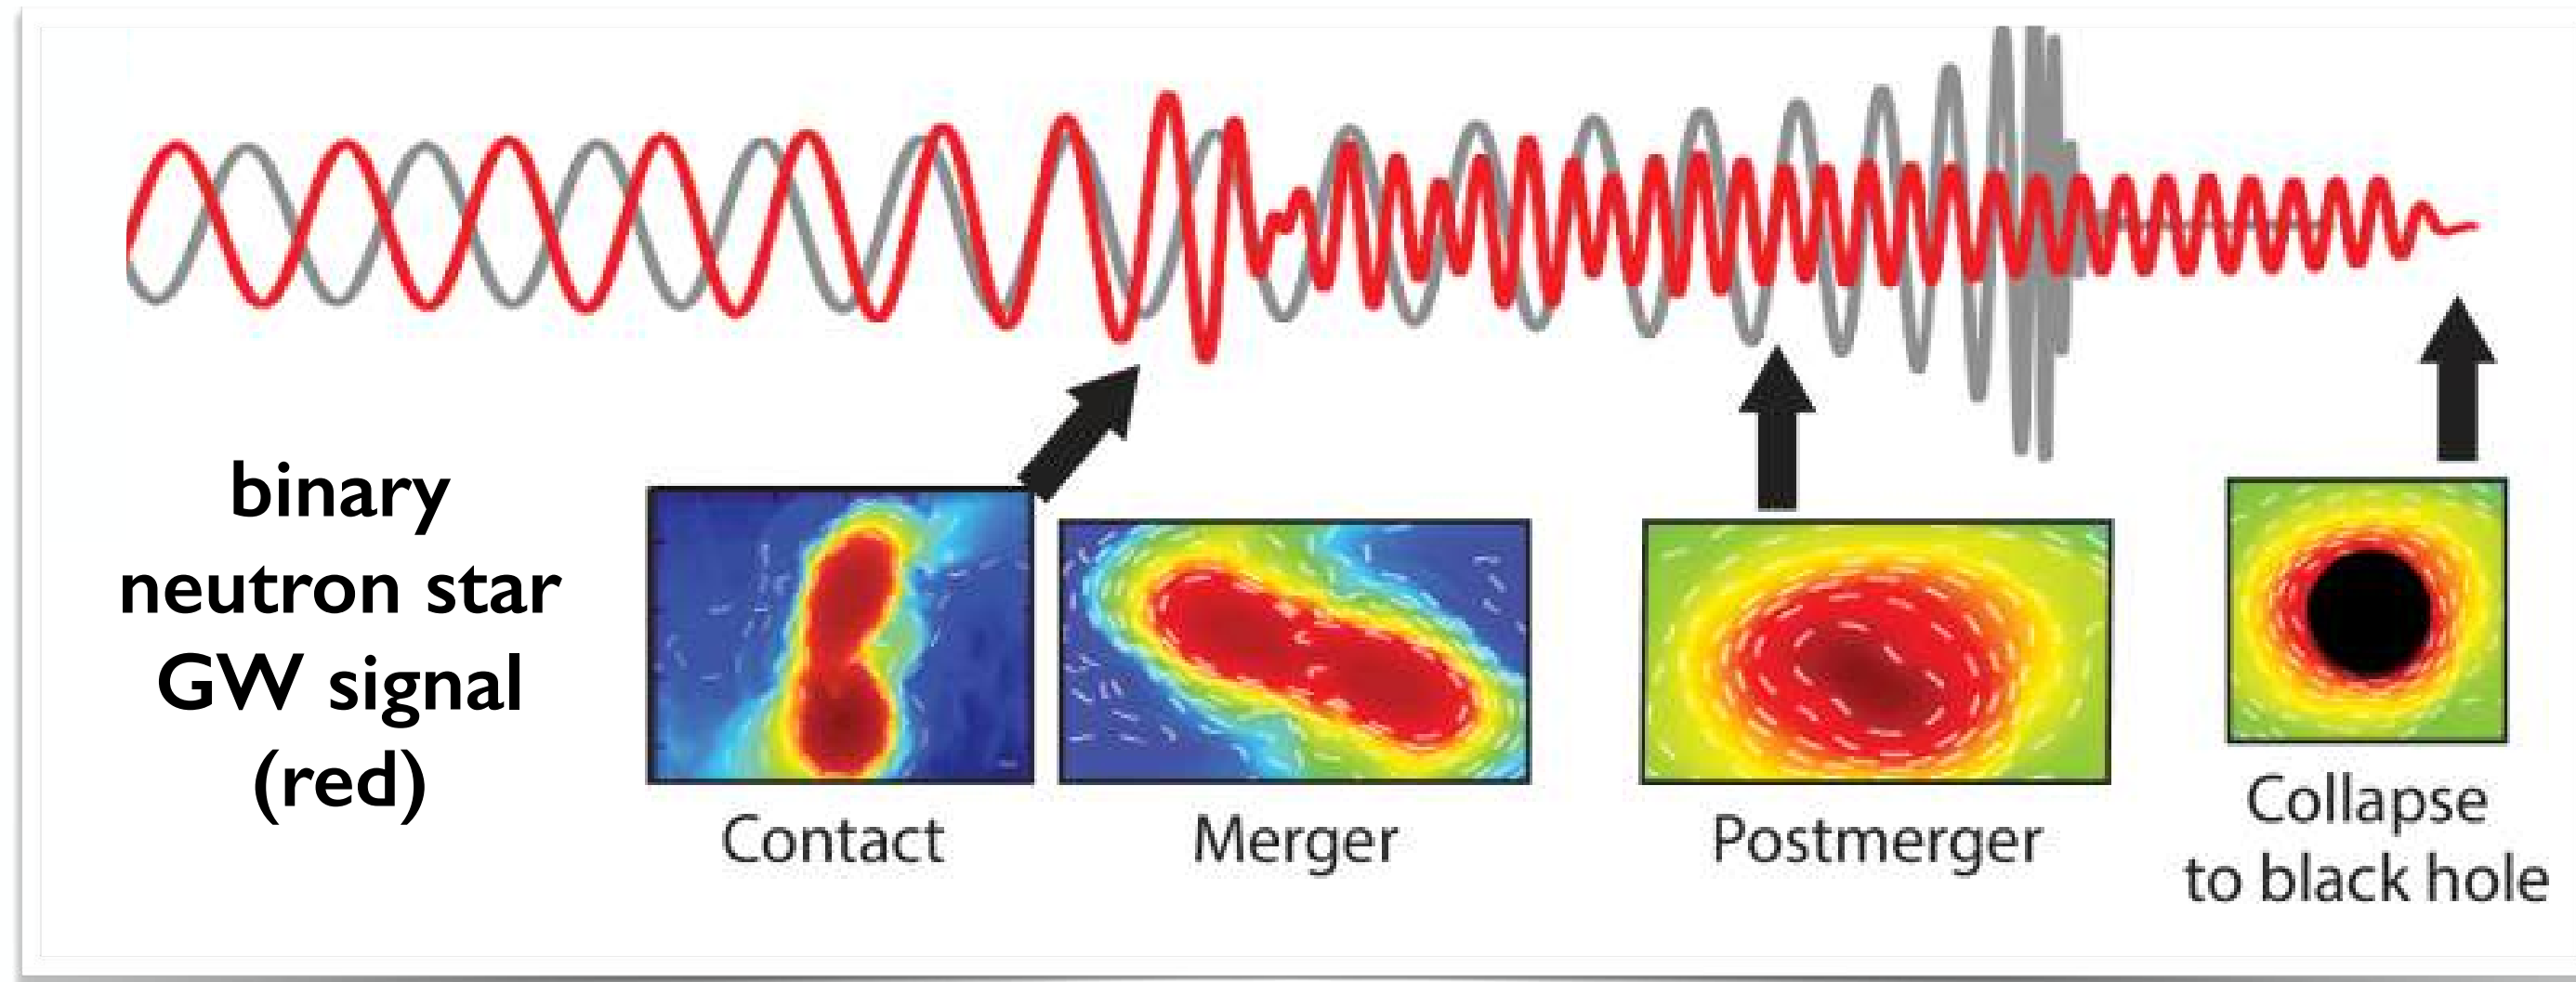 binary
neutron star
GW signal
(red)
Contact
Merger
Postmerger
Collapse
to black hole